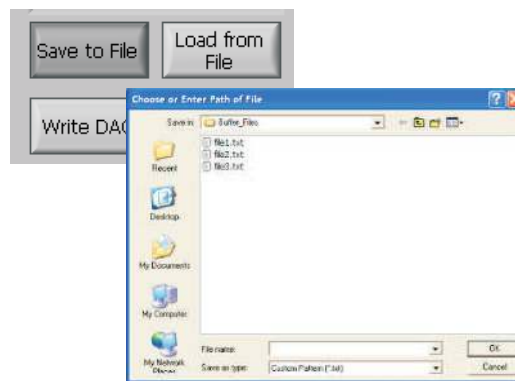 Save to File
Load from
File
Write DAC
Choose or Enter Path of File
Save in:
Buffer_Files
file1.txt
file2.txt
file3.txt
Recent
Desktop
My Documents
My Computer
My Network
Places
File name:
OK
Save as type:
Custom Pattern (*.txt)
Cancel